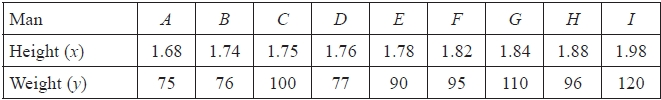 Man A B C D E F G H I
Height (x) 1.68 1.74 1.75 1.76 1.78 1.82 1.84 1.88 1.98
Weight (y) 75 76 100 77 90 95 110 96 120